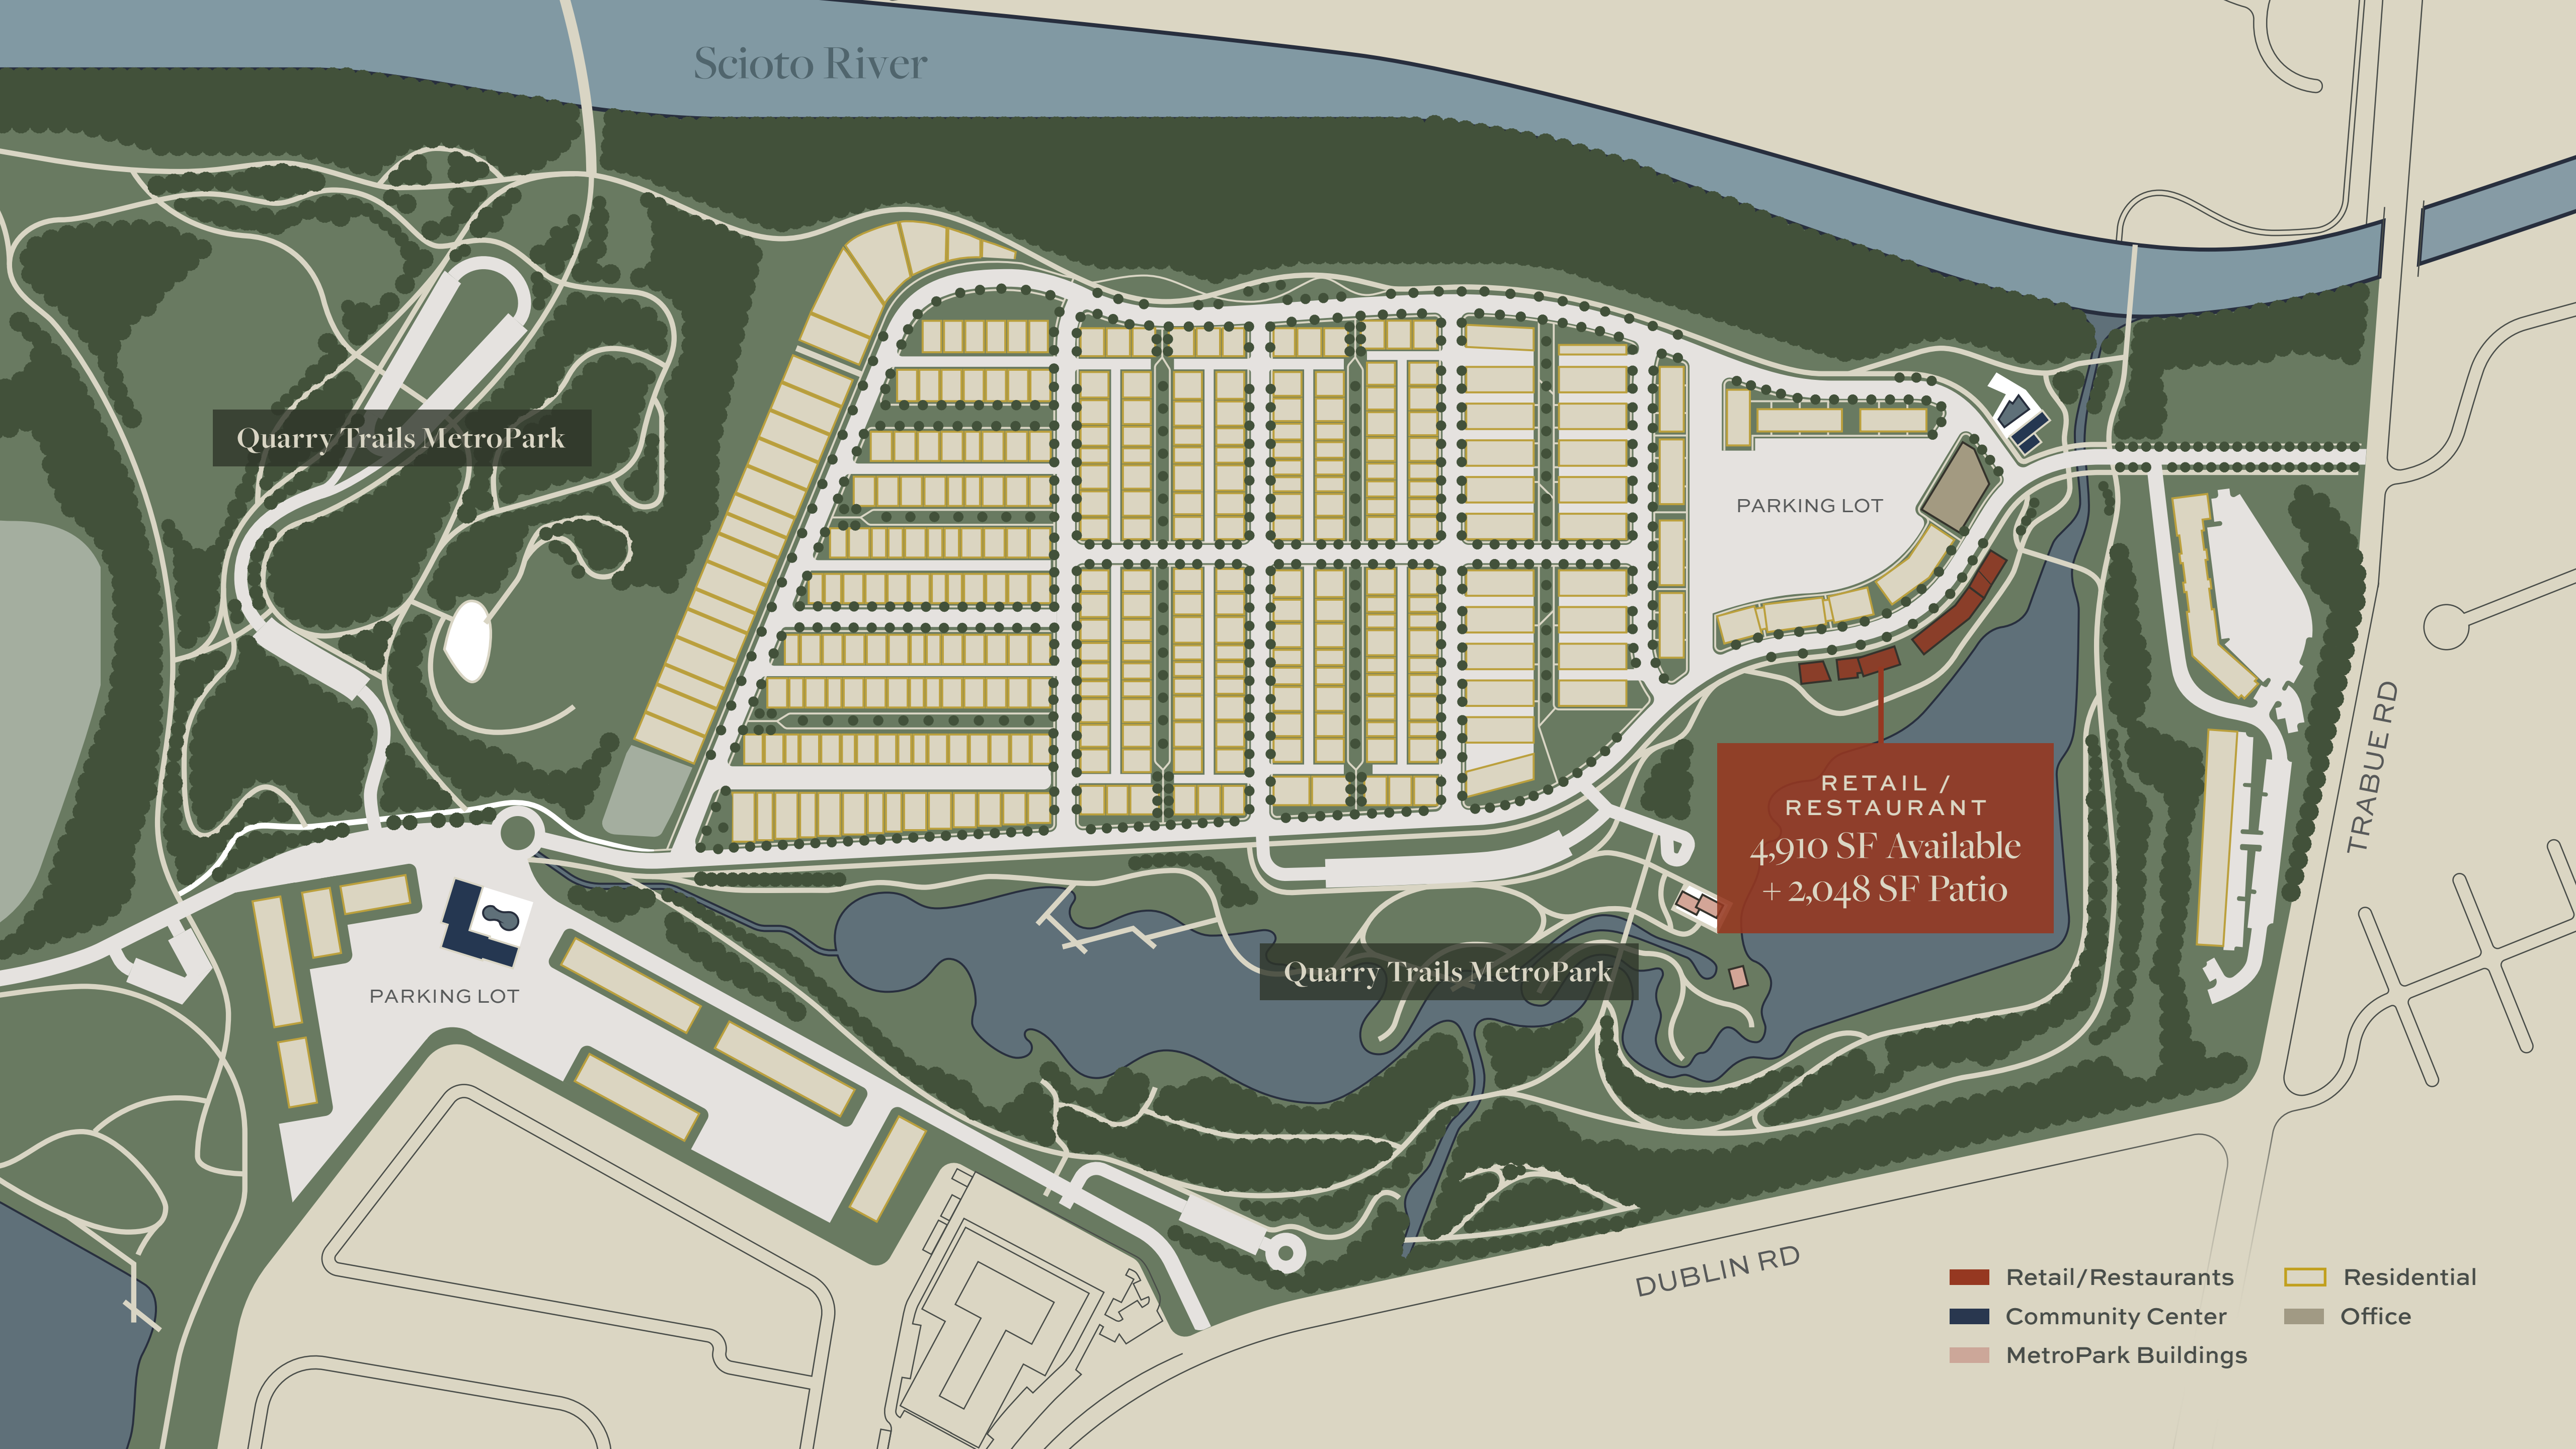 Scioto River
Quarry Trails MetroPark
PARKING LOT
TRABUE RD
RETAIL /
RESTAURANT
4,910 SF Available
+ 2,048 SF Patio
Quarry Trails MetroPark
PARKING LOT
DUBLIN RD
Retail/Restaurants
Residential
Community Center
Office
MetroPark Buildings